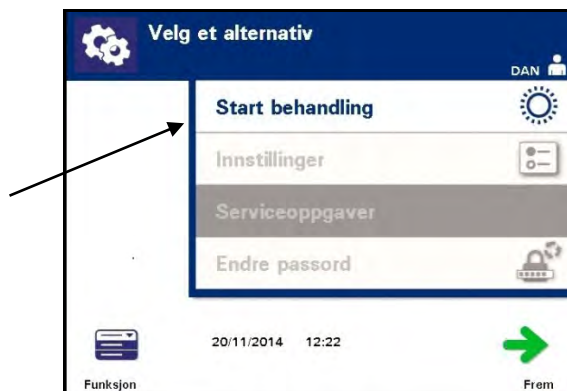 Velg et alternativ
DAN
Start behandling
Innstillinger
Serviceoppgaver
Endre passord
20/11/2014 12:22
Funksjon
Frem